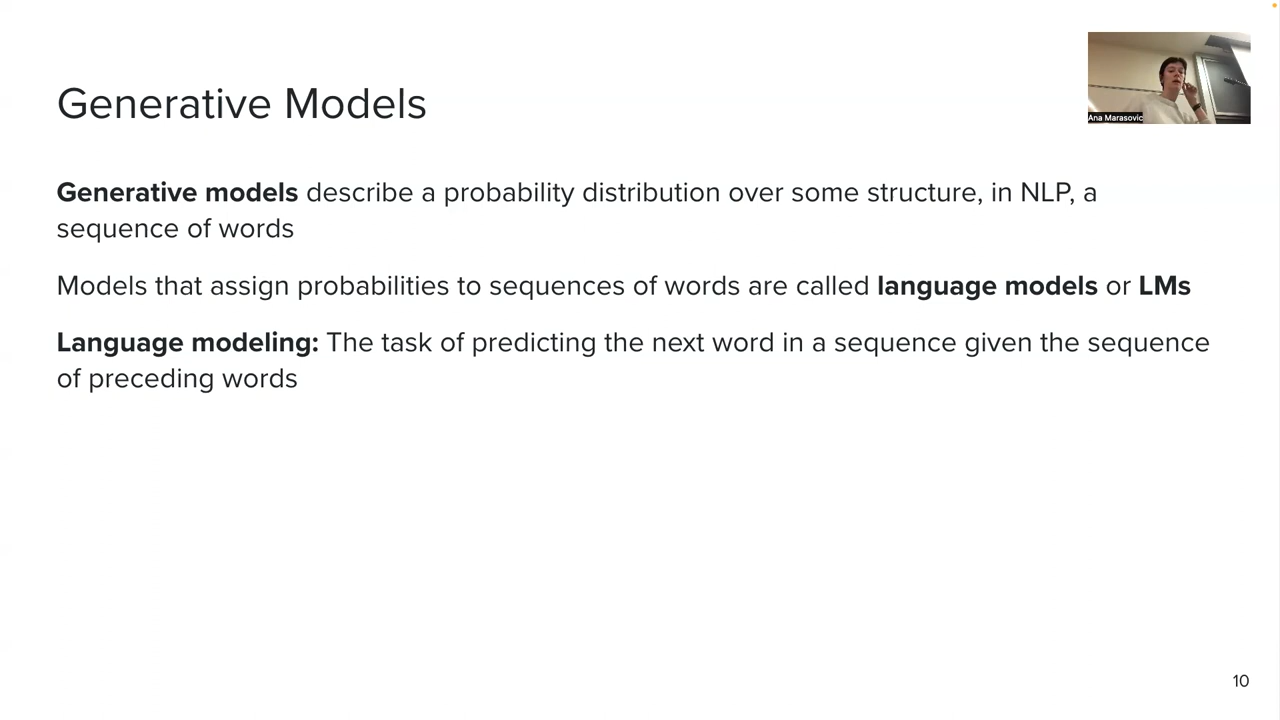 Generative Models
Ana Marasovic
Generative models describe a probability distribution over some structure, in NLP, a
sequence of words
Models that assign probabilities to sequences of words are called language models or LMs
Language modeling: The task of predicting the next word in a sequence given the sequence
of preceding words
10